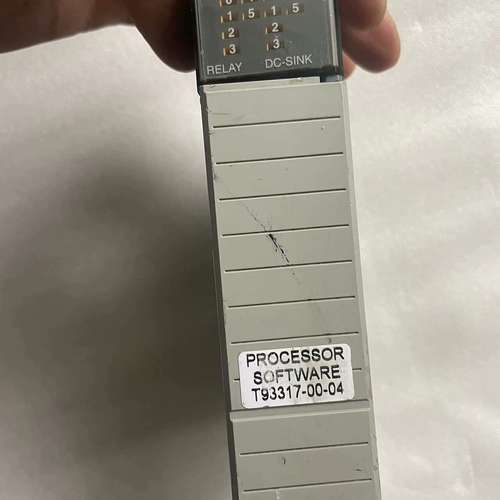 1 5 1 5
2 2
3 3
RELAY DC-SINK
PROCESSOR
SOFTWARE
T93317-00-04